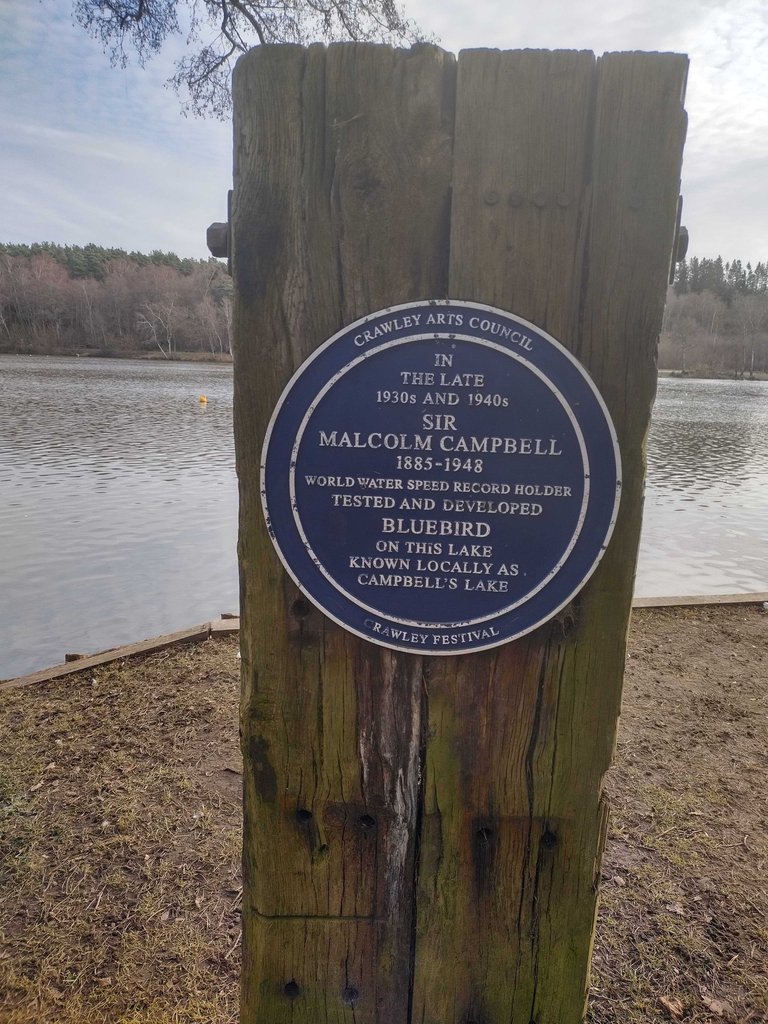 CRAWLEY ARTS COUNCIL
IN
THE LATE
1930s AND 1940s
SIR
MALCOLM CAMPBELL
1885-1948
WORLD WATER SPEED RECORD HOLDER
TESTED AND DEVELOPED
BLUEBIRD
ON THIS LAKE
KNOWN LOCALLY AS
CAMPBELL'S LAKE
CRAWLEY FESTIVAL